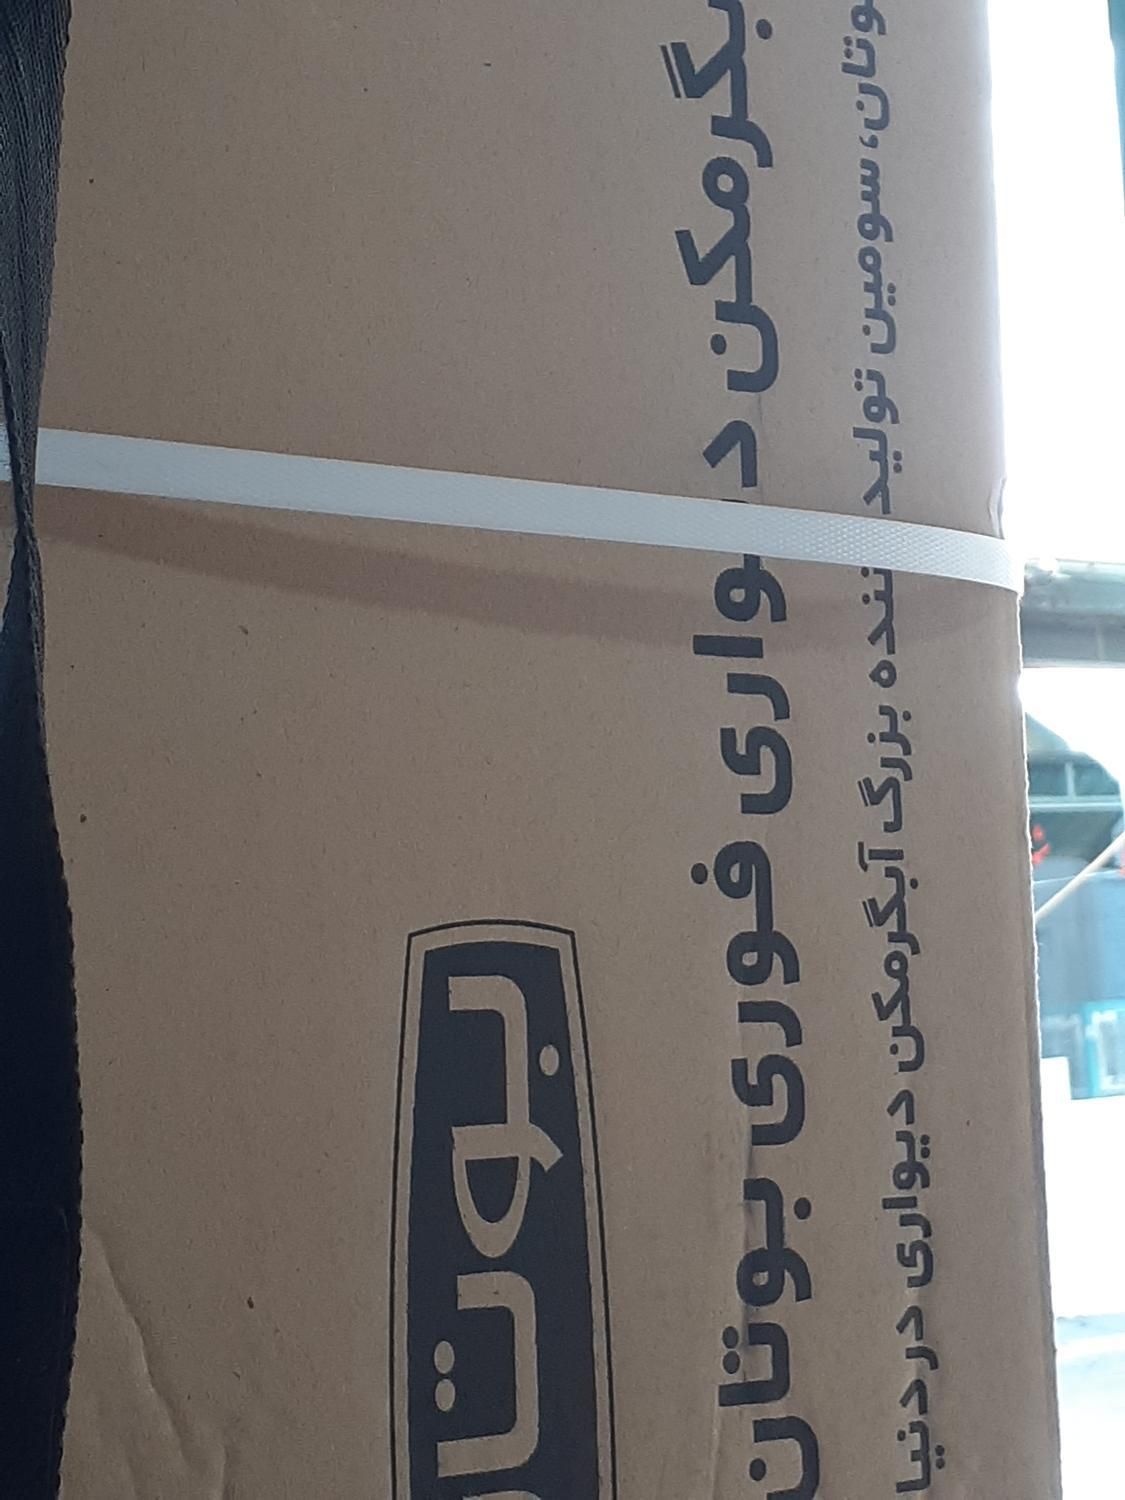 آبگرمکن دیواری فوری بوتان
بوتان، سومین تولید کننده بزرگ آبگرمکن دیواری در دنیا
بوتان